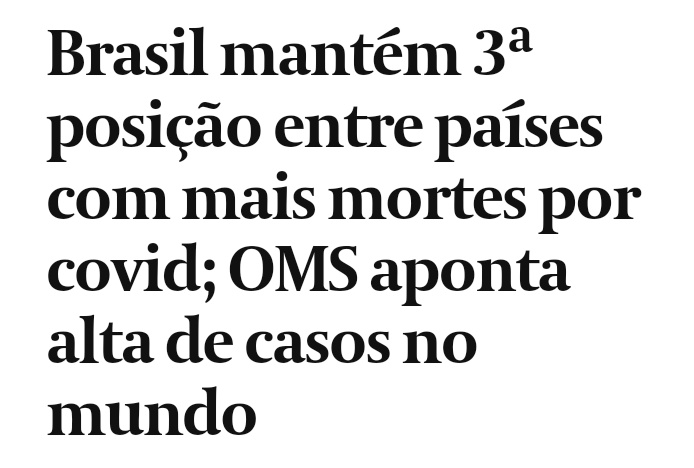 Brasil mantém 3ª
posição entre países
com mais mortes por
covid; OMS aponta
alta de casos no
mundo